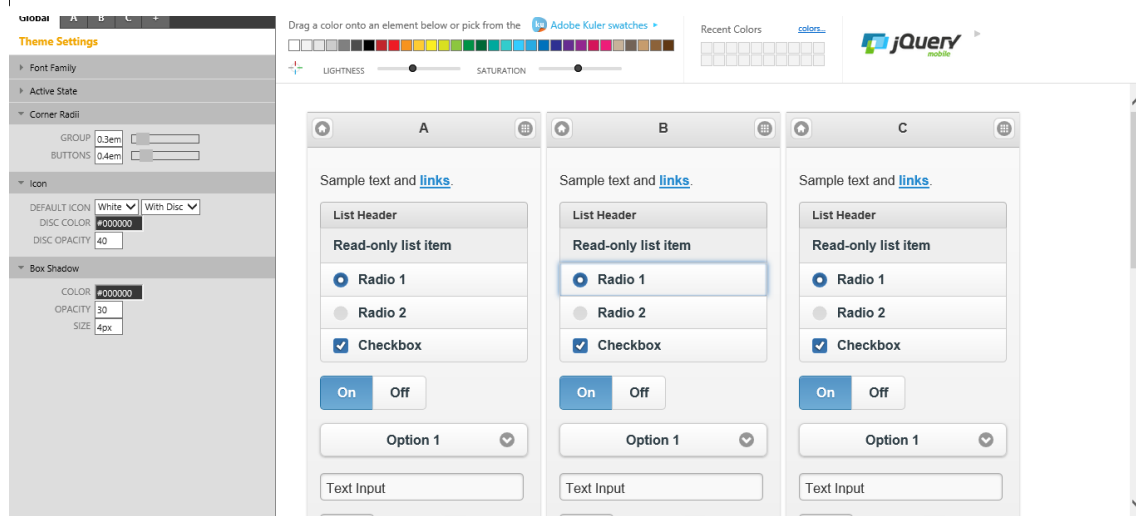 Global A B C +
Theme Settings
Font Family
Active State
Corner Radii
GROUP 0.3em
BUTTONS 0.4em
Icon
DEFAULT ICON White With Disc
DISC COLOR #000000
DISC OPACITY 40
Box Shadow
COLOR #000000
OPACITY 30
SIZE 4px
Drag a color onto an element below or pick from the ku Adobe Kuler swatches
LIGHTNESS SATURATION
Recent Colors colors...
jQuery
mobile
A
Sample text and links.
List Header
Read-only list item
Radio 1
Radio 2
Checkbox
On Off
Option 1
Text Input
B
Sample text and links.
List Header
Read-only list item
Radio 1
Radio 2
Checkbox
On Off
Option 1
Text Input
C
Sample text and links.
List Header
Read-only list item
Radio 1
Radio 2
Checkbox
On Off
Option 1
Text Input